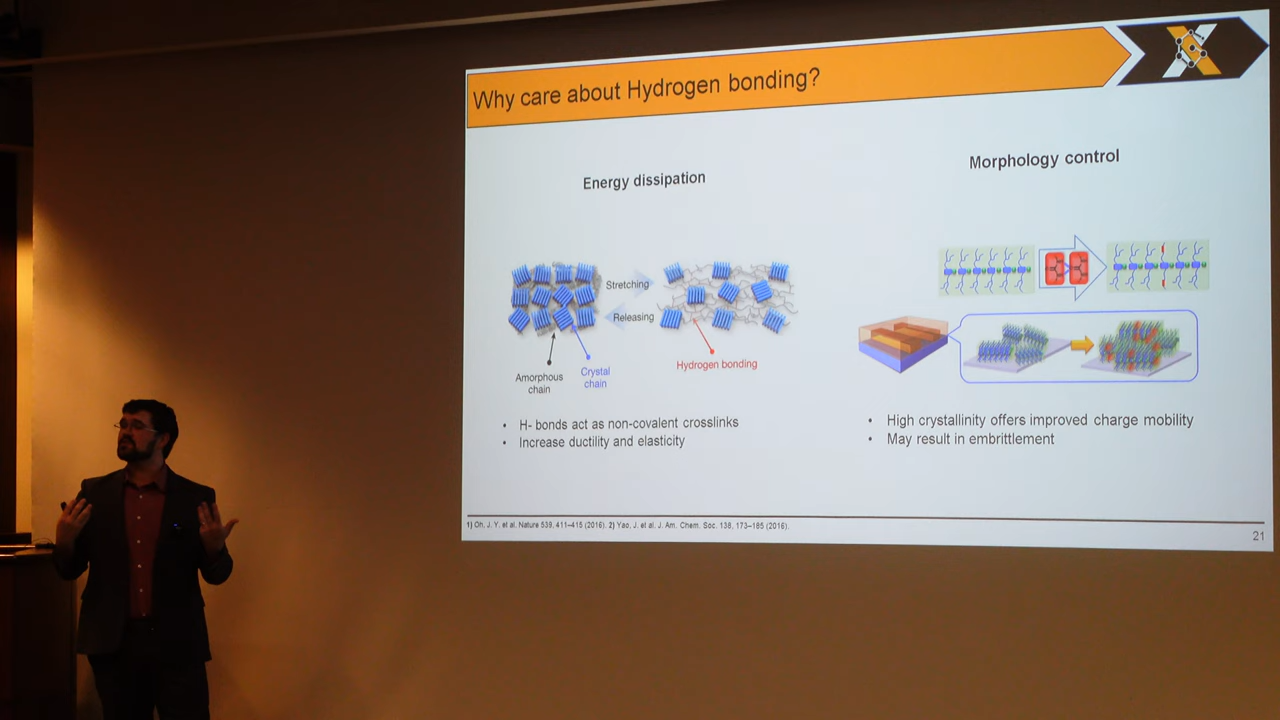 Why care about Hydrogen bonding?
Energy dissipation
Stretching
Releasing
Hydrogen bonding
Amorphous
chain
Crystal
chain
• H- bonds act as non-covalent crosslinks
• Increase ductility and elasticity
Morphology control
• High crystallinity offers improved charge mobility
• May result in embrittlement
1) Oh, J. Y. et al. Nature 539, 411–415 (2016). 2) Yao, J. et al. J. Am. Chem. Soc. 138, 173–185 (2016).
21